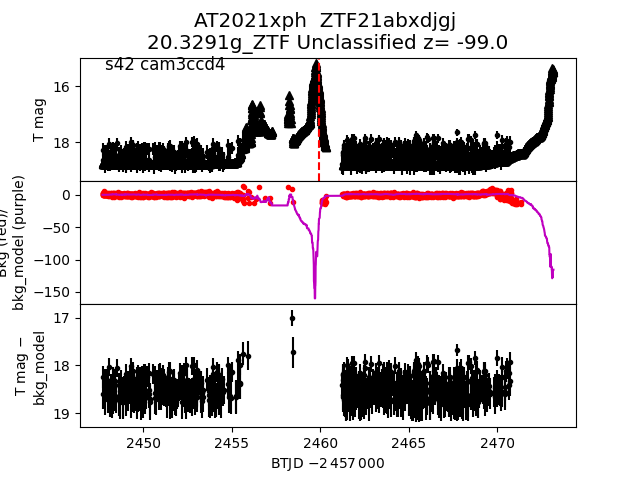 AT2021xph  ZTF21abxdjgj
20.3291g_ZTF Unclassified z= -99.0
s42 cam3ccd4
T mag
16
18
Bkg (red)/
bkg_model (purple)
0
−50
−100
−150
T mag −
bkg_model
17
18
19
2450
2455
2460
2465
2470
BTJD −2 457 000